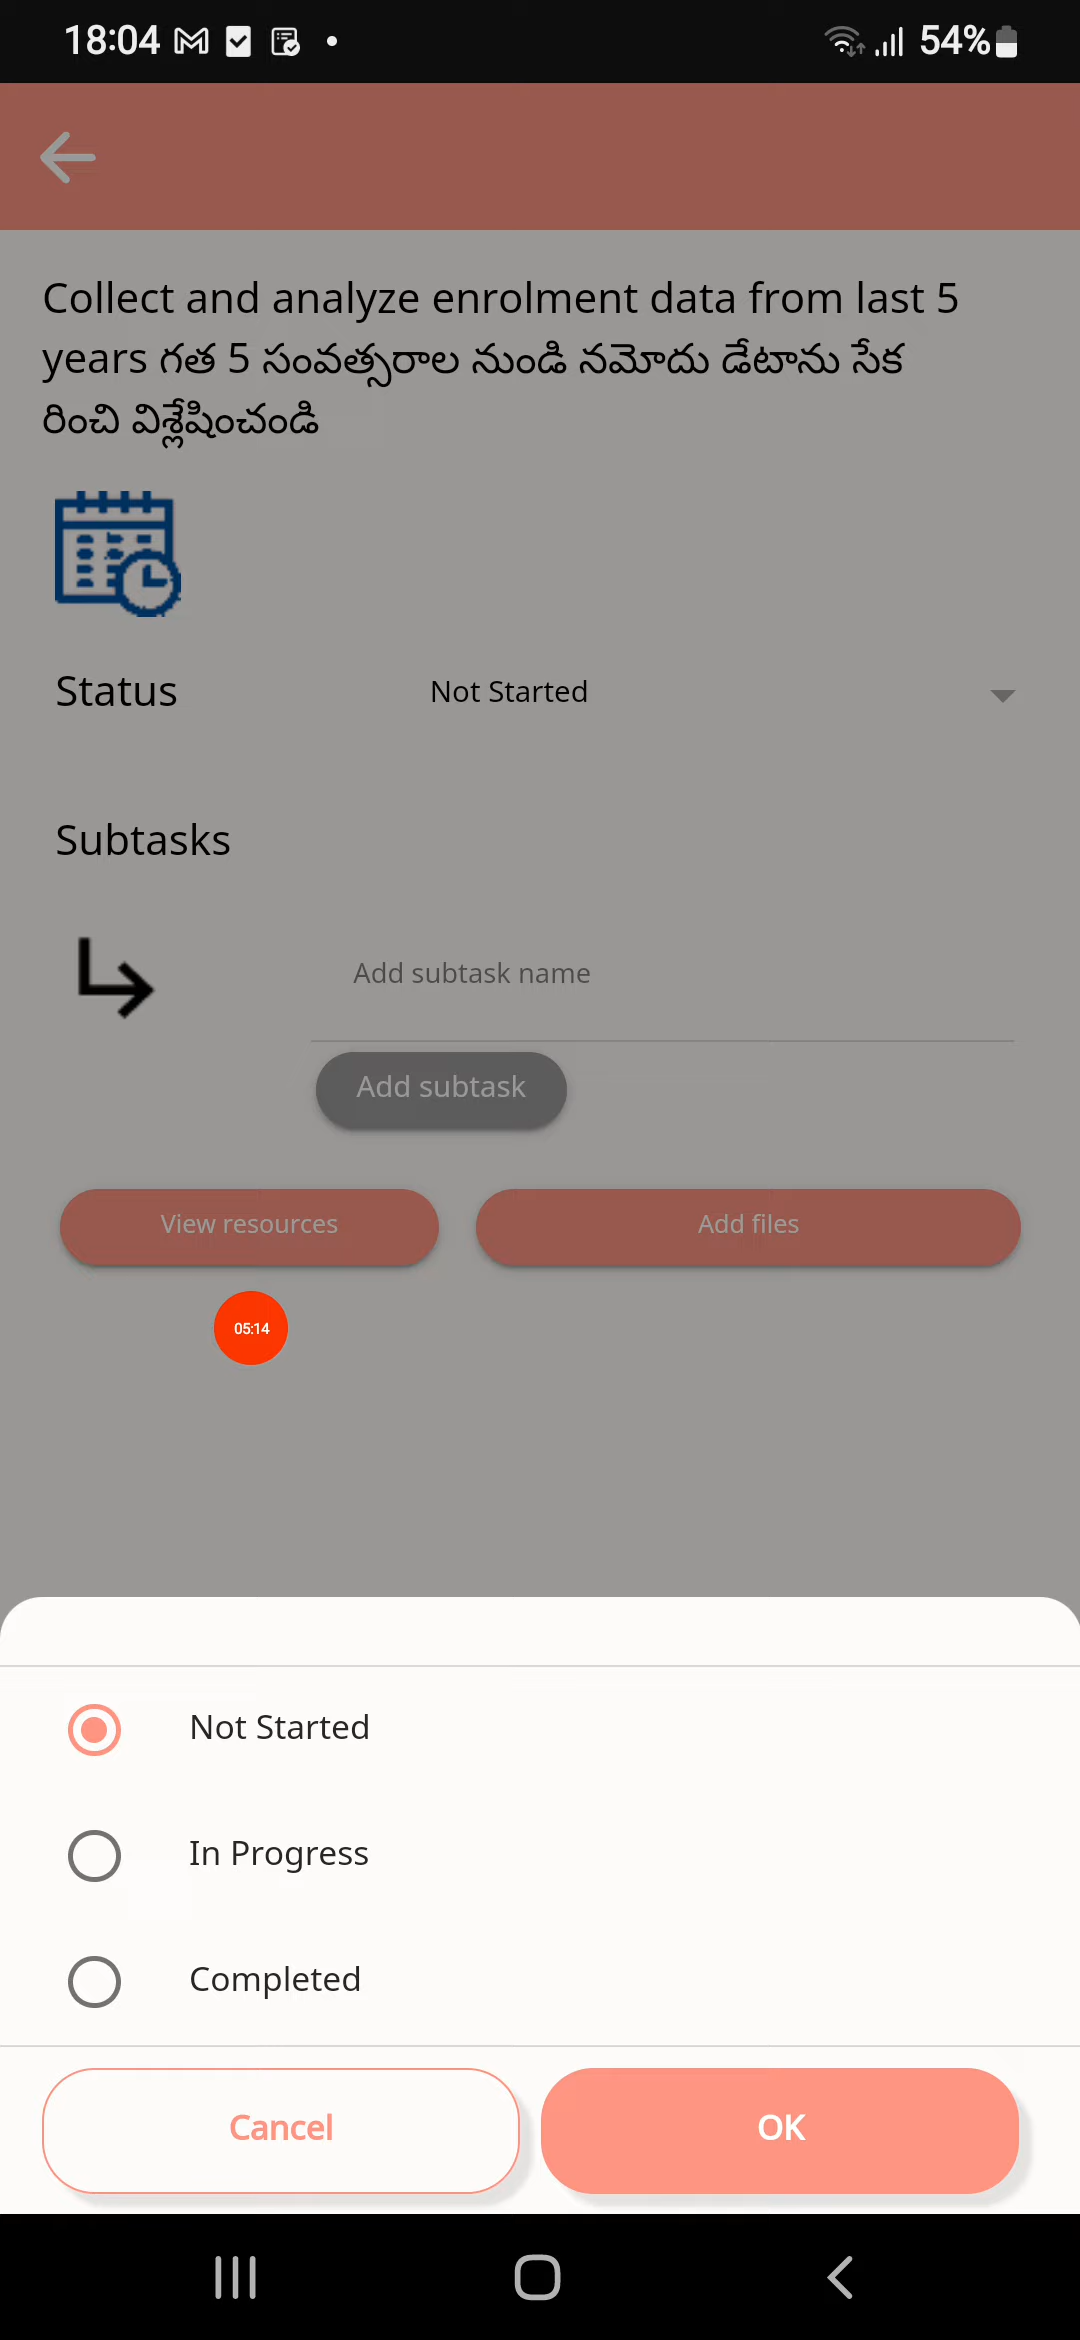 18:04
54%
Collect and analyze enrolment data from last 5
years గత 5 సంవత్సరాల నుండి నమోదు డేటాను సేక
రించి విశ్లేషించండి
Status
Not Started
Subtasks
Add subtask name
Add subtask
View resources
Add files
05:14
Not Started
In Progress
Completed
Cancel
OK